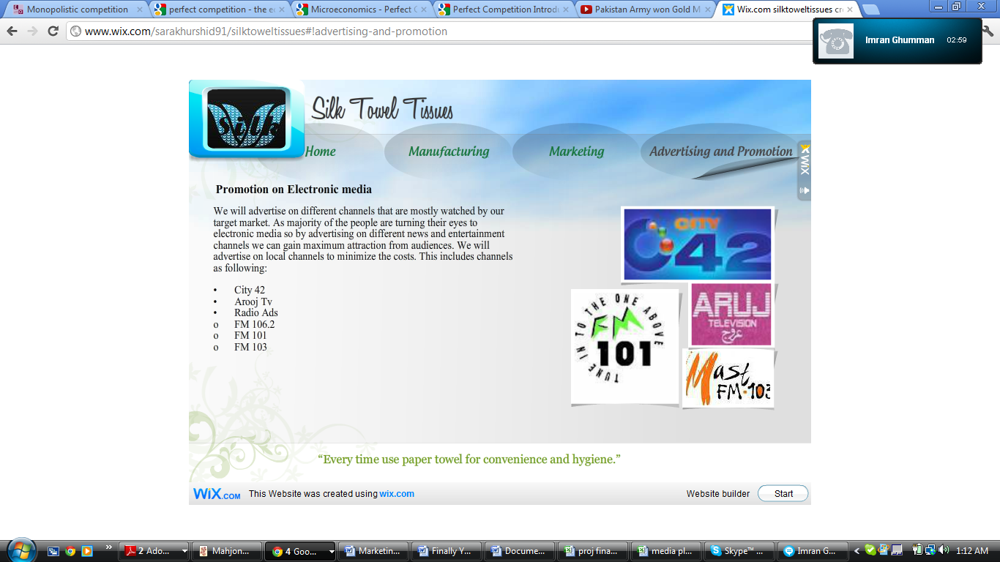 Monopolistic competition
perfect competition - the e
Microeconomics - Perfect C
Perfect Competition Introdu
Pakistan Army won Gold M
Wix.com silktoweltissues cre
www.wix.com/sarakhurshid91/silktoweltissues#!advertising-and-promotion
Imran Ghumman 02:59
Silk
Silk Towel Tissues
Home
Manufacturing
Marketing
Advertising and Promotion
WiX
Promotion on Electronic media
We will advertise on different channels that are mostly watched by our
target market. As majority of the people are turning their eyes to
electronic media so by advertising on different news and entertainment
channels we can gain maximum attraction from audiences. We will
advertise on local channels to minimize the costs. This includes channels
as following:
• City 42
• Arooj Tv
• Radio Ads
o FM 106.2
o FM 101
o FM 103
CITY
42
ARUJ
TELEVISION
عروج
TUNE IN TO THE ONE ABOVE
FM
101
Mast
FM·103
“Every time use paper towel for convenience and hygiene.”
WiX.COM This Website was created using wix.com
Website builder Start
2 Ado...
Mahjon...
4 Goo...
Marketin...
Finally Y...
Docume...
proj fina...
media pl...
Skype™ ...
Imran G...
1:12 AM